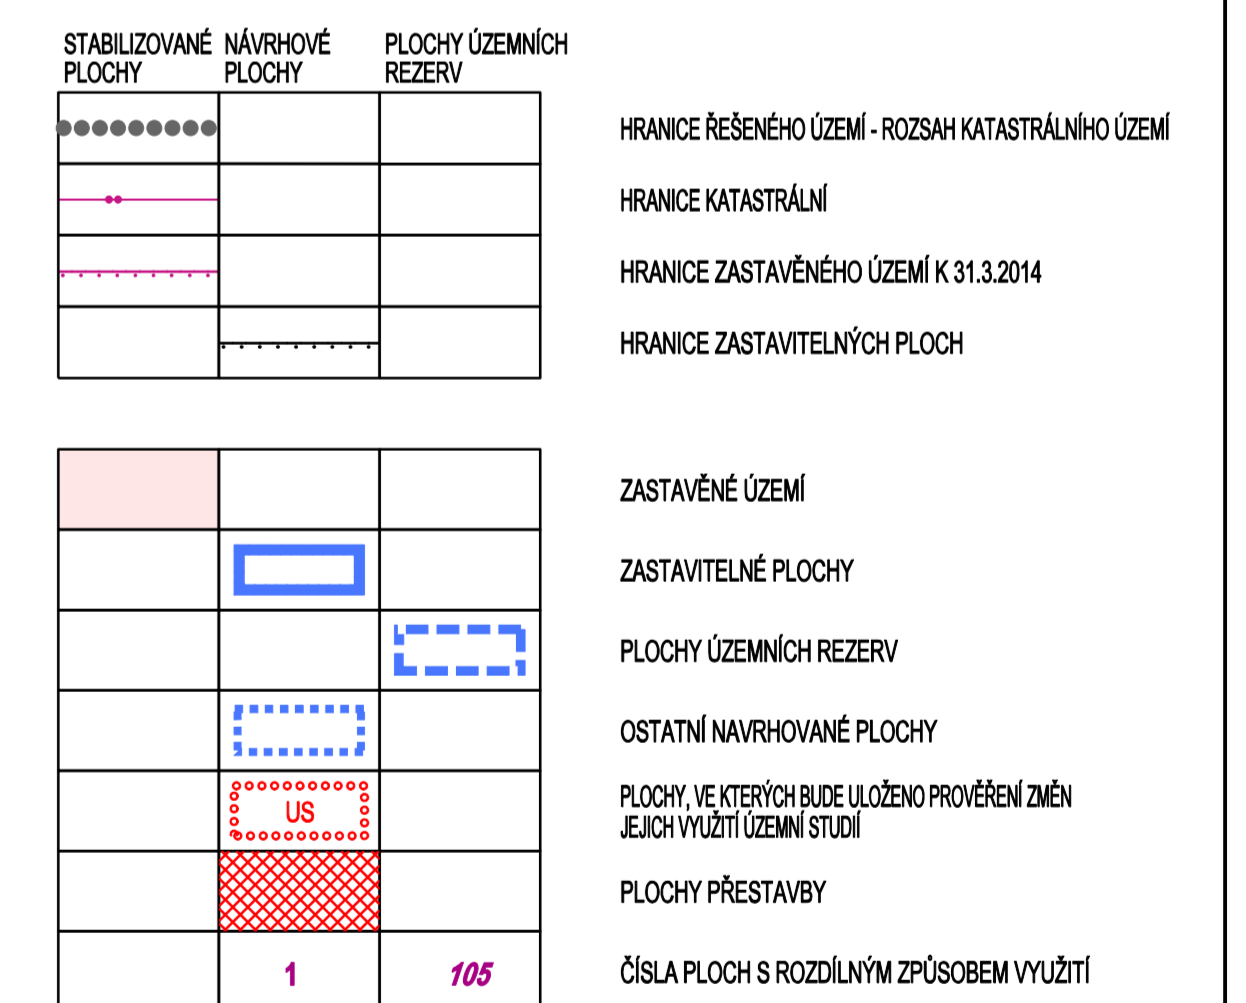 STABILIZOVANÉ NÁVRHOVÉ PLOCHY ÚZEMNÍCH
PLOCHY PLOCHY REZERV
HRANICE ŘEŠENÉHO ÚZEMÍ - ROZSAH KATASTRÁLNÍHO ÚZEMÍ
HRANICE KATASTRÁLNÍ
HRANICE ZASTAVĚNÉHO ÚZEMÍ K 31.3.2014
HRANICE ZASTAVITELNÝCH PLOCH
ZASTAVĚNÉ ÚZEMÍ
ZASTAVITELNÉ PLOCHY
PLOCHY ÚZEMNÍCH REZERV
OSTATNÍ NAVRHOVANÉ PLOCHY
US
PLOCHY, VE KTERÝCH BUDE ULOŽENO PROVĚŘENÍ ZMĚN
JEJICH VYUŽITÍ ÚZEMNÍ STUDIÍ
PLOCHY PŘESTAVBY
1 105 ČÍSLA PLOCH S ROZDÍLNÝM ZPŮSOBEM VYUŽITÍ